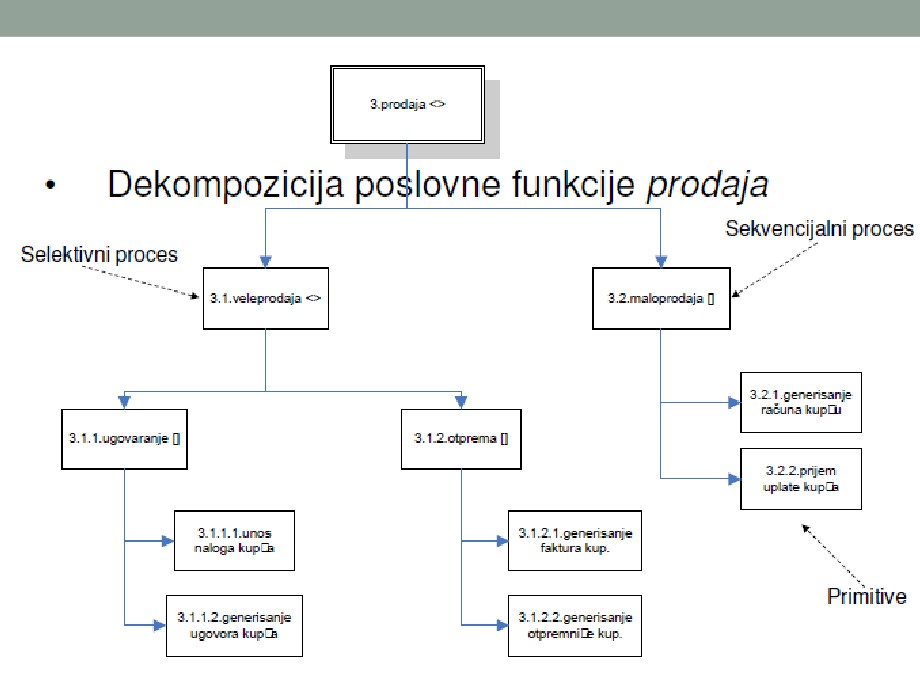 3.prodaja <>
• Dekompozicija poslovne funkcije prodaja
Sekvencijalni proces
Selektivni proces
3.1.veleprodaja <>
3.2.maloprodaja []
3.2.1.generisanje
računa kup□u
3.1.1.ugovaranje []
3.1.2.otprema []
3.2.2.prijem
uplate kup□a
3.1.1.1.unos
naloga kup□a
3.1.2.1.generisanje
faktura kup.
Primitive
3.1.1.2.generisanje
ugovora kup□a
3.1.2.2.generisanje
otpremni□e kup.